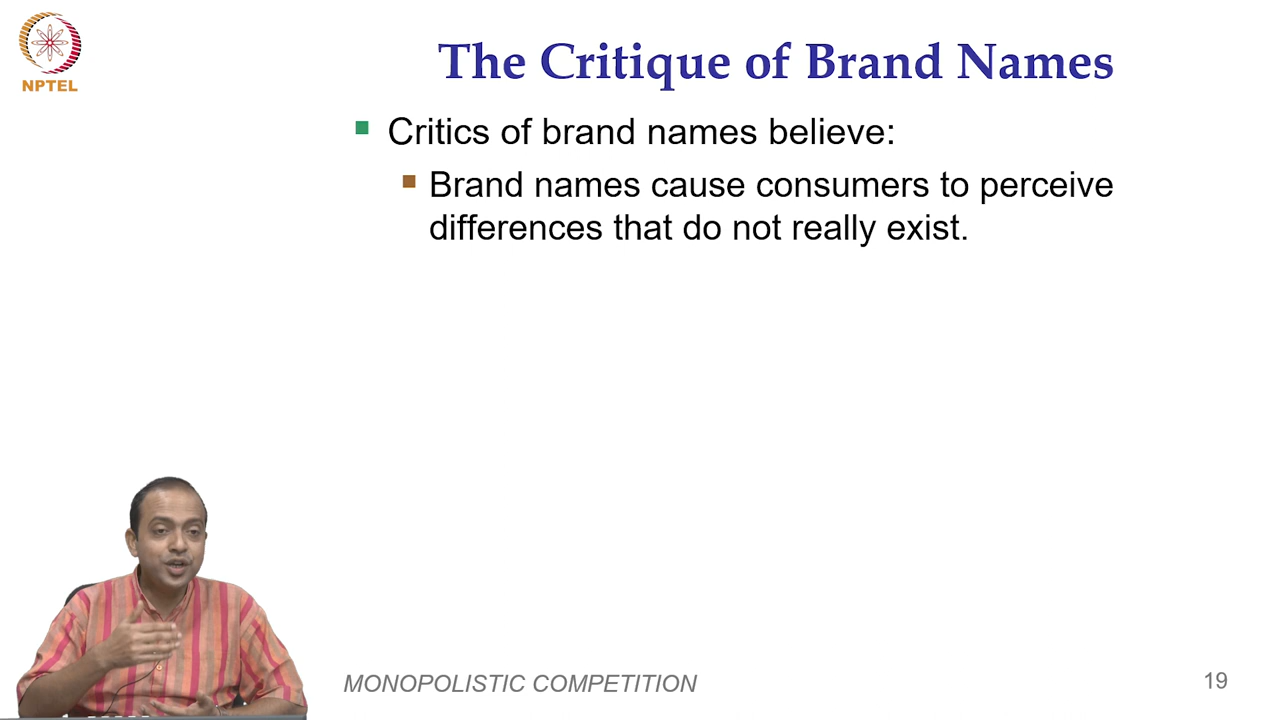 NPTEL
The Critique of Brand Names
Critics of brand names believe:
Brand names cause consumers to perceive
differences that do not really exist.
MONOPOLISTIC COMPETITION
19